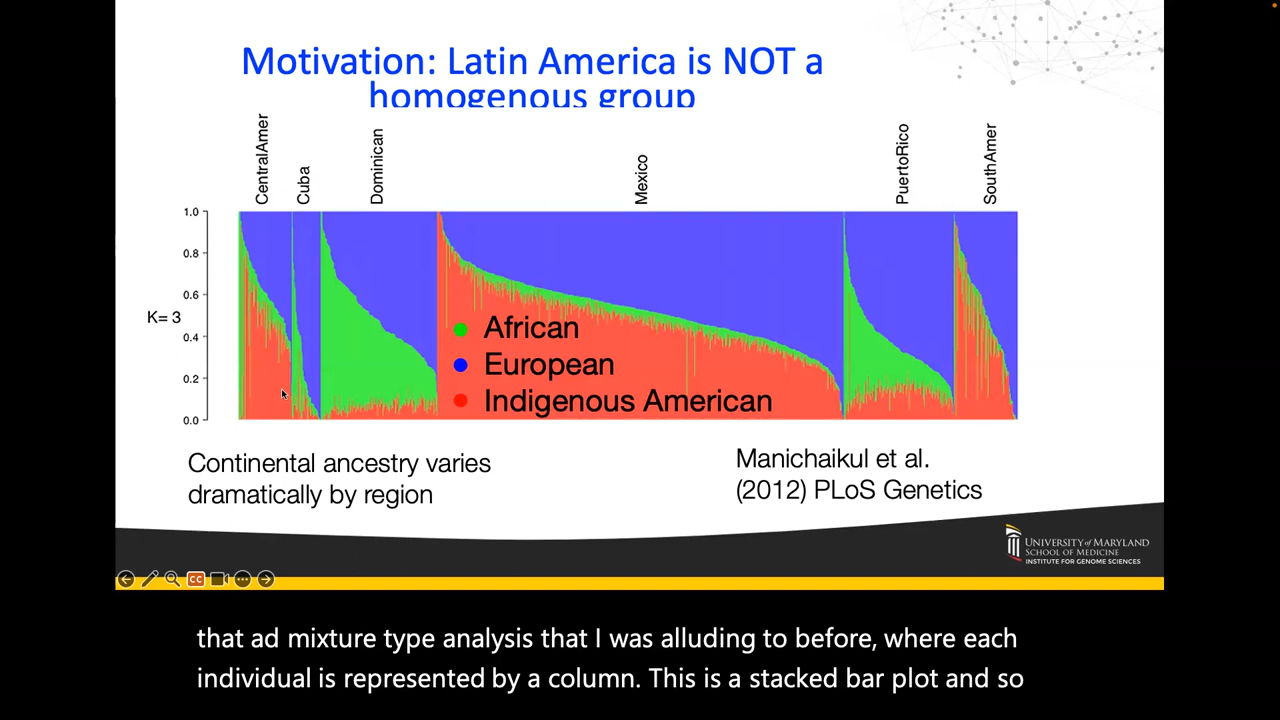 Motivation: Latin America is NOT a
homogenous group
CentralAmer
Cuba
Dominican
Mexico
PuertoRico
SouthAmer
1.0
0.8
0.6
K= 3
0.4
0.2
0.0
African
European
Indigenous American
Continental ancestry varies
dramatically by region
Manichaikul et al.
(2012) PLoS Genetics
UNIVERSITY of MARYLAND
SCHOOL OF MEDICINE
INSTITUTE FOR GENOME SCIENCES
CC
that ad mixture type analysis that I was alluding to before, where each
individual is represented by a column. This is a stacked bar plot and so